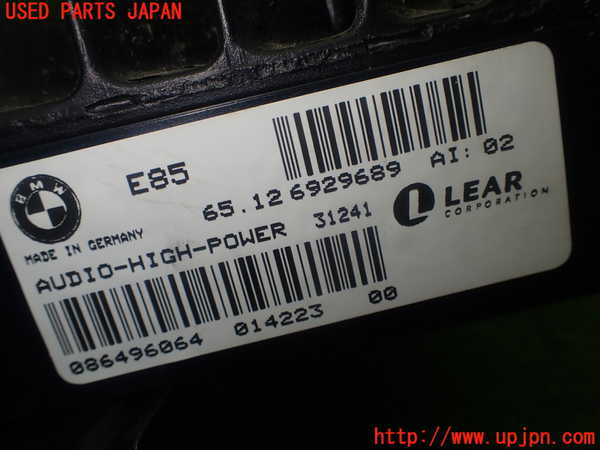 USED PARTS JAPAN
BMW
E85
65.12 6929689 AI: 02
MADE IN GERMANY
AUDIO-HIGH-POWER 31241
LEAR
CORPORATION
086496064 014223 00
http://www.upjpn.com/